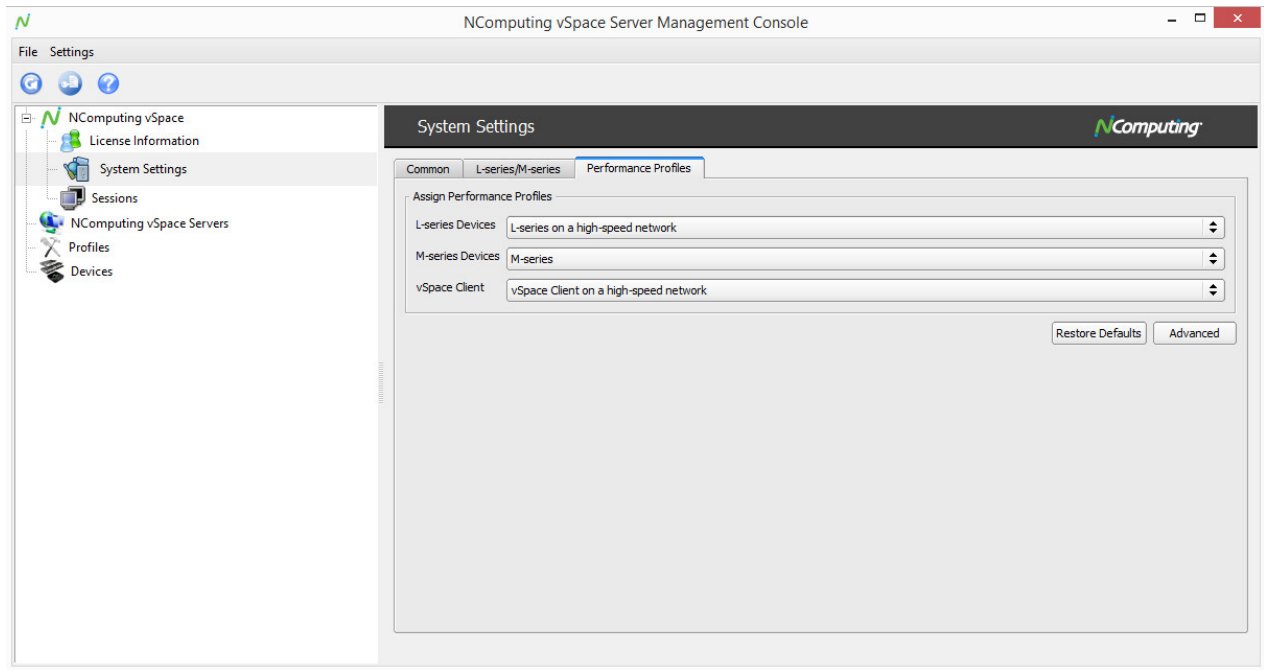 NComputing vSpace Server Management Console
File Settings
NComputing vSpace
License Information
System Settings
Sessions
NComputing vSpace Servers
Profiles
Devices
System Settings
NComputing
Common L-series/M-series Performance Profiles
Assign Performance Profiles
L-series Devices L-series on a high-speed network
M-series Devices M-series
vSpace Client vSpace Client on a high-speed network
Restore Defaults Advanced